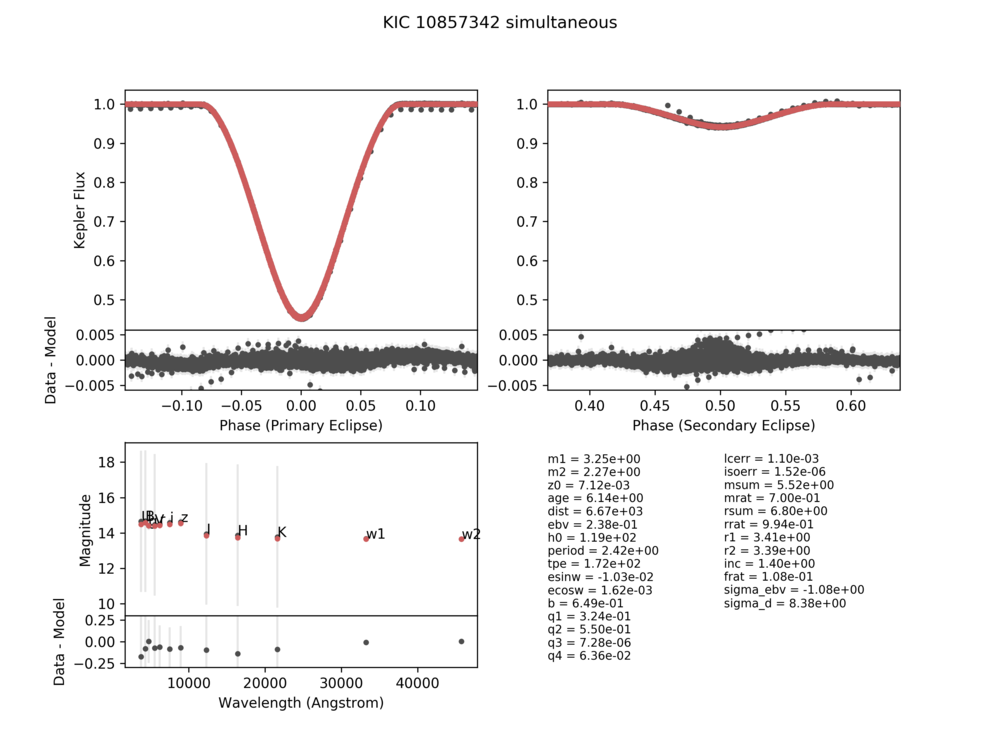 KIC 10857342 simultaneous
1.0
0.9
0.8
0.7
0.6
0.5
Kepler Flux
1.0
0.9
0.8
0.7
0.6
0.5
0.005
0.000
−0.005
Data - Model
0.005
0.000
−0.005
−0.10 −0.05 0.00 0.05 0.10
Phase (Primary Eclipse)
0.40 0.45 0.50 0.55 0.60
Phase (Secondary Eclipse)
18
16
14
12
10
Magnitude
i z
J
H
K
w1
w2
0.25
0.00
−0.25
Data - Model
10000 20000 30000 40000
Wavelength (Angstrom)
m1 = 3.25e+00
m2 = 2.27e+00
z0 = 7.12e-03
age = 6.14e+00
dist = 6.67e+03
ebv = 2.38e-01
h0 = 1.19e+02
period = 2.42e+00
tpe = 1.72e+02
esinw = -1.03e-02
ecosw = 1.62e-03
b = 6.49e-01
q1 = 3.24e-01
q2 = 5.50e-01
q3 = 7.28e-06
q4 = 6.36e-02
lcerr = 1.10e-03
isoerr = 1.52e-06
msum = 5.52e+00
mrat = 7.00e-01
rsum = 6.80e+00
rrat = 9.94e-01
r1 = 3.41e+00
r2 = 3.39e+00
inc = 1.40e+00
frat = 1.08e-01
sigma_ebv = -1.08e+00
sigma_d = 8.38e+00